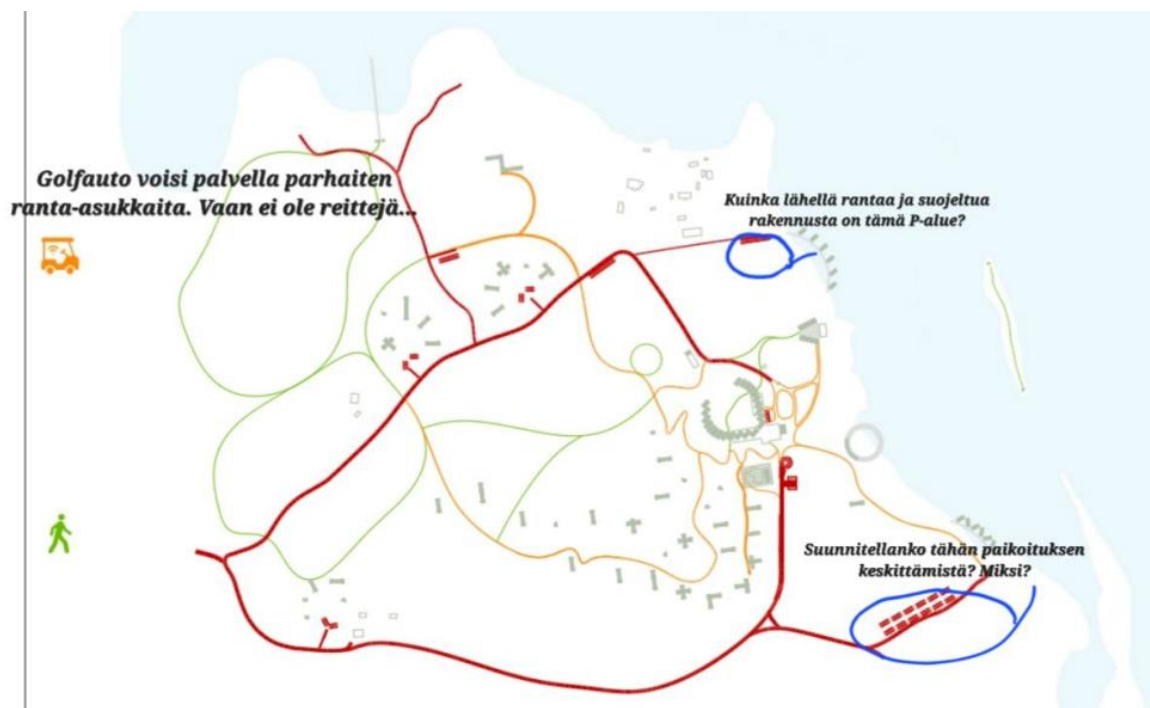 Golfauto voisi palvella parhaiten
ranta-asukkaita. Vaan ei ole reittejä...
Kuinka lähellä rantaa ja suojeltua
rakennusta on tämä P-alue?
Suunnitellanko tähän paikoituksen
keskittämistä? Miksi?